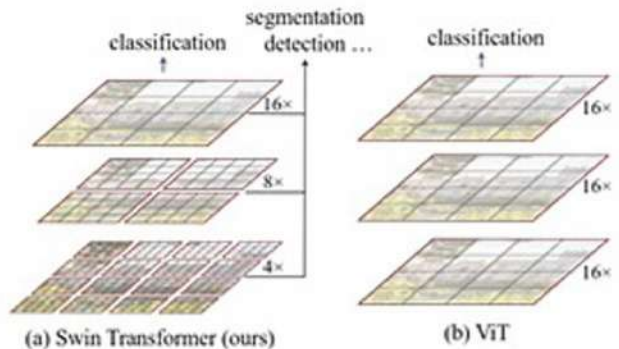 segmentation
classification
detection ...
classification
16×
8×
4×
16×
16×
16×
(a) Swin Transformer (ours)
(b) ViT